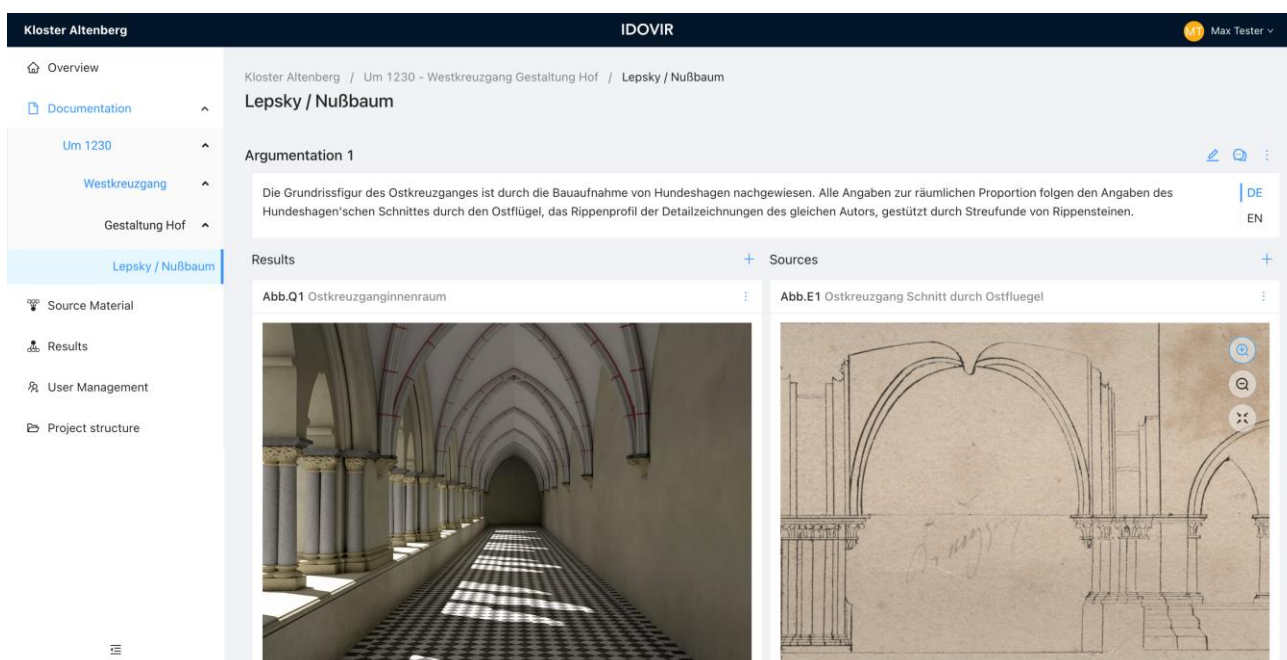 Kloster Altenberg
IDOVIR
MT Max Tester
Overview
Documentation
Um 1230
Westkreuzgang
Gestaltung Hof
Lepsky / Nußbaum
Source Material
Results
User Management
Project structure
Kloster Altenberg / Um 1230 - Westkreuzgang Gestaltung Hof / Lepsky / Nußbaum
Lepsky / Nußbaum
Argumentation 1
Die Grundrissfigur des Ostkreuzganges ist durch die Bauaufnahme von Hundeshagen nachgewiesen. Alle Angaben zur räumlichen Proportion folgen den Angaben des
Hundeshagen'schen Schnittes durch den Ostflügel, das Rippenprofil der Detailzeichnungen des gleichen Autors, gestützt durch Streufunde von Rippensteinen.
DE
EN
Results
Abb.Q1 Ostkreuzganginnenraum
Sources
Abb.E1 Ostkreuzgang Schnitt durch Ostfluegel